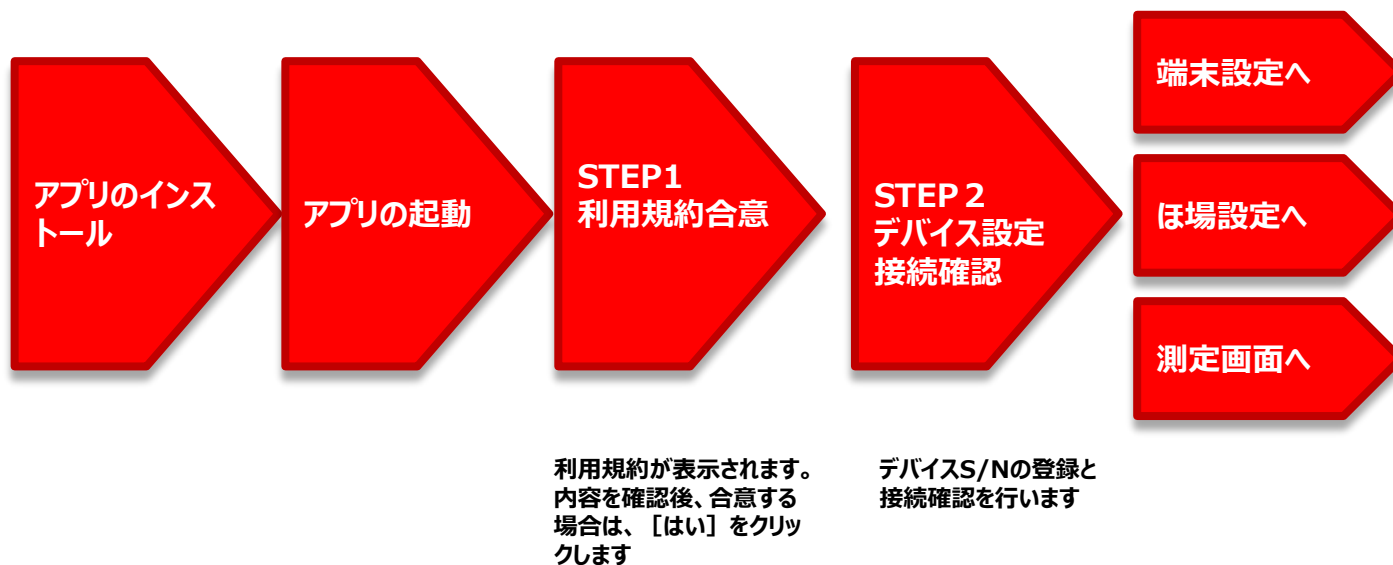 アプリのインス
トール
アプリの起動
STEP1
利用規約合意
STEP２
デバイス設定
接続確認
端末設定へ
ほ場設定へ
測定画面へ
利用規約が表示されます。
内容を確認後、合意する
場合は、［はい］をクリッ
クします
デバイスS/Nの登録と
接続確認を行います